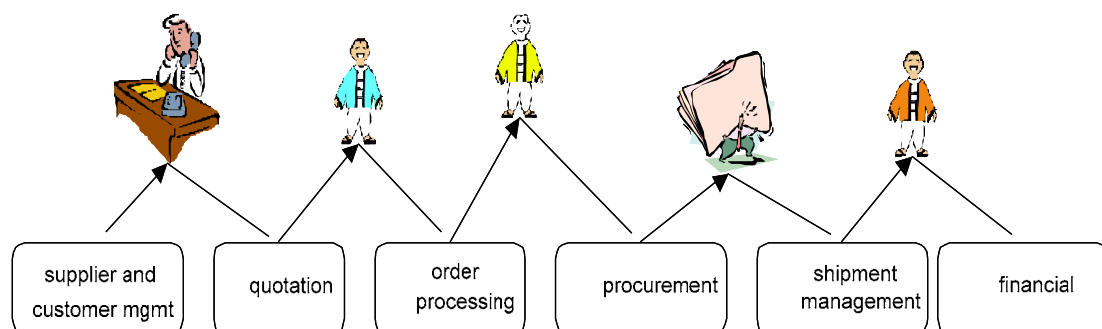 supplier and
customer mgmt
quotation
order
processing
procurement
shipment
management
financial